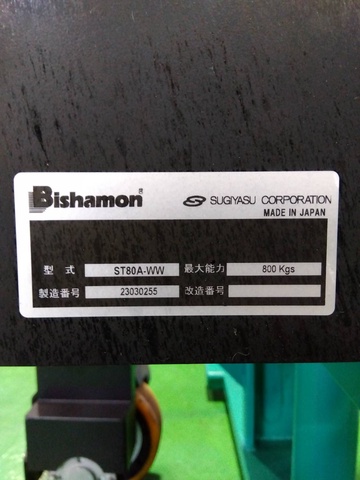 Bishamon®
SUGIYASU CORPORATION
MADE IN JAPAN
型式 ST80A-WW 最大能力 800 Kgs
製造番号 23030255 改造番号